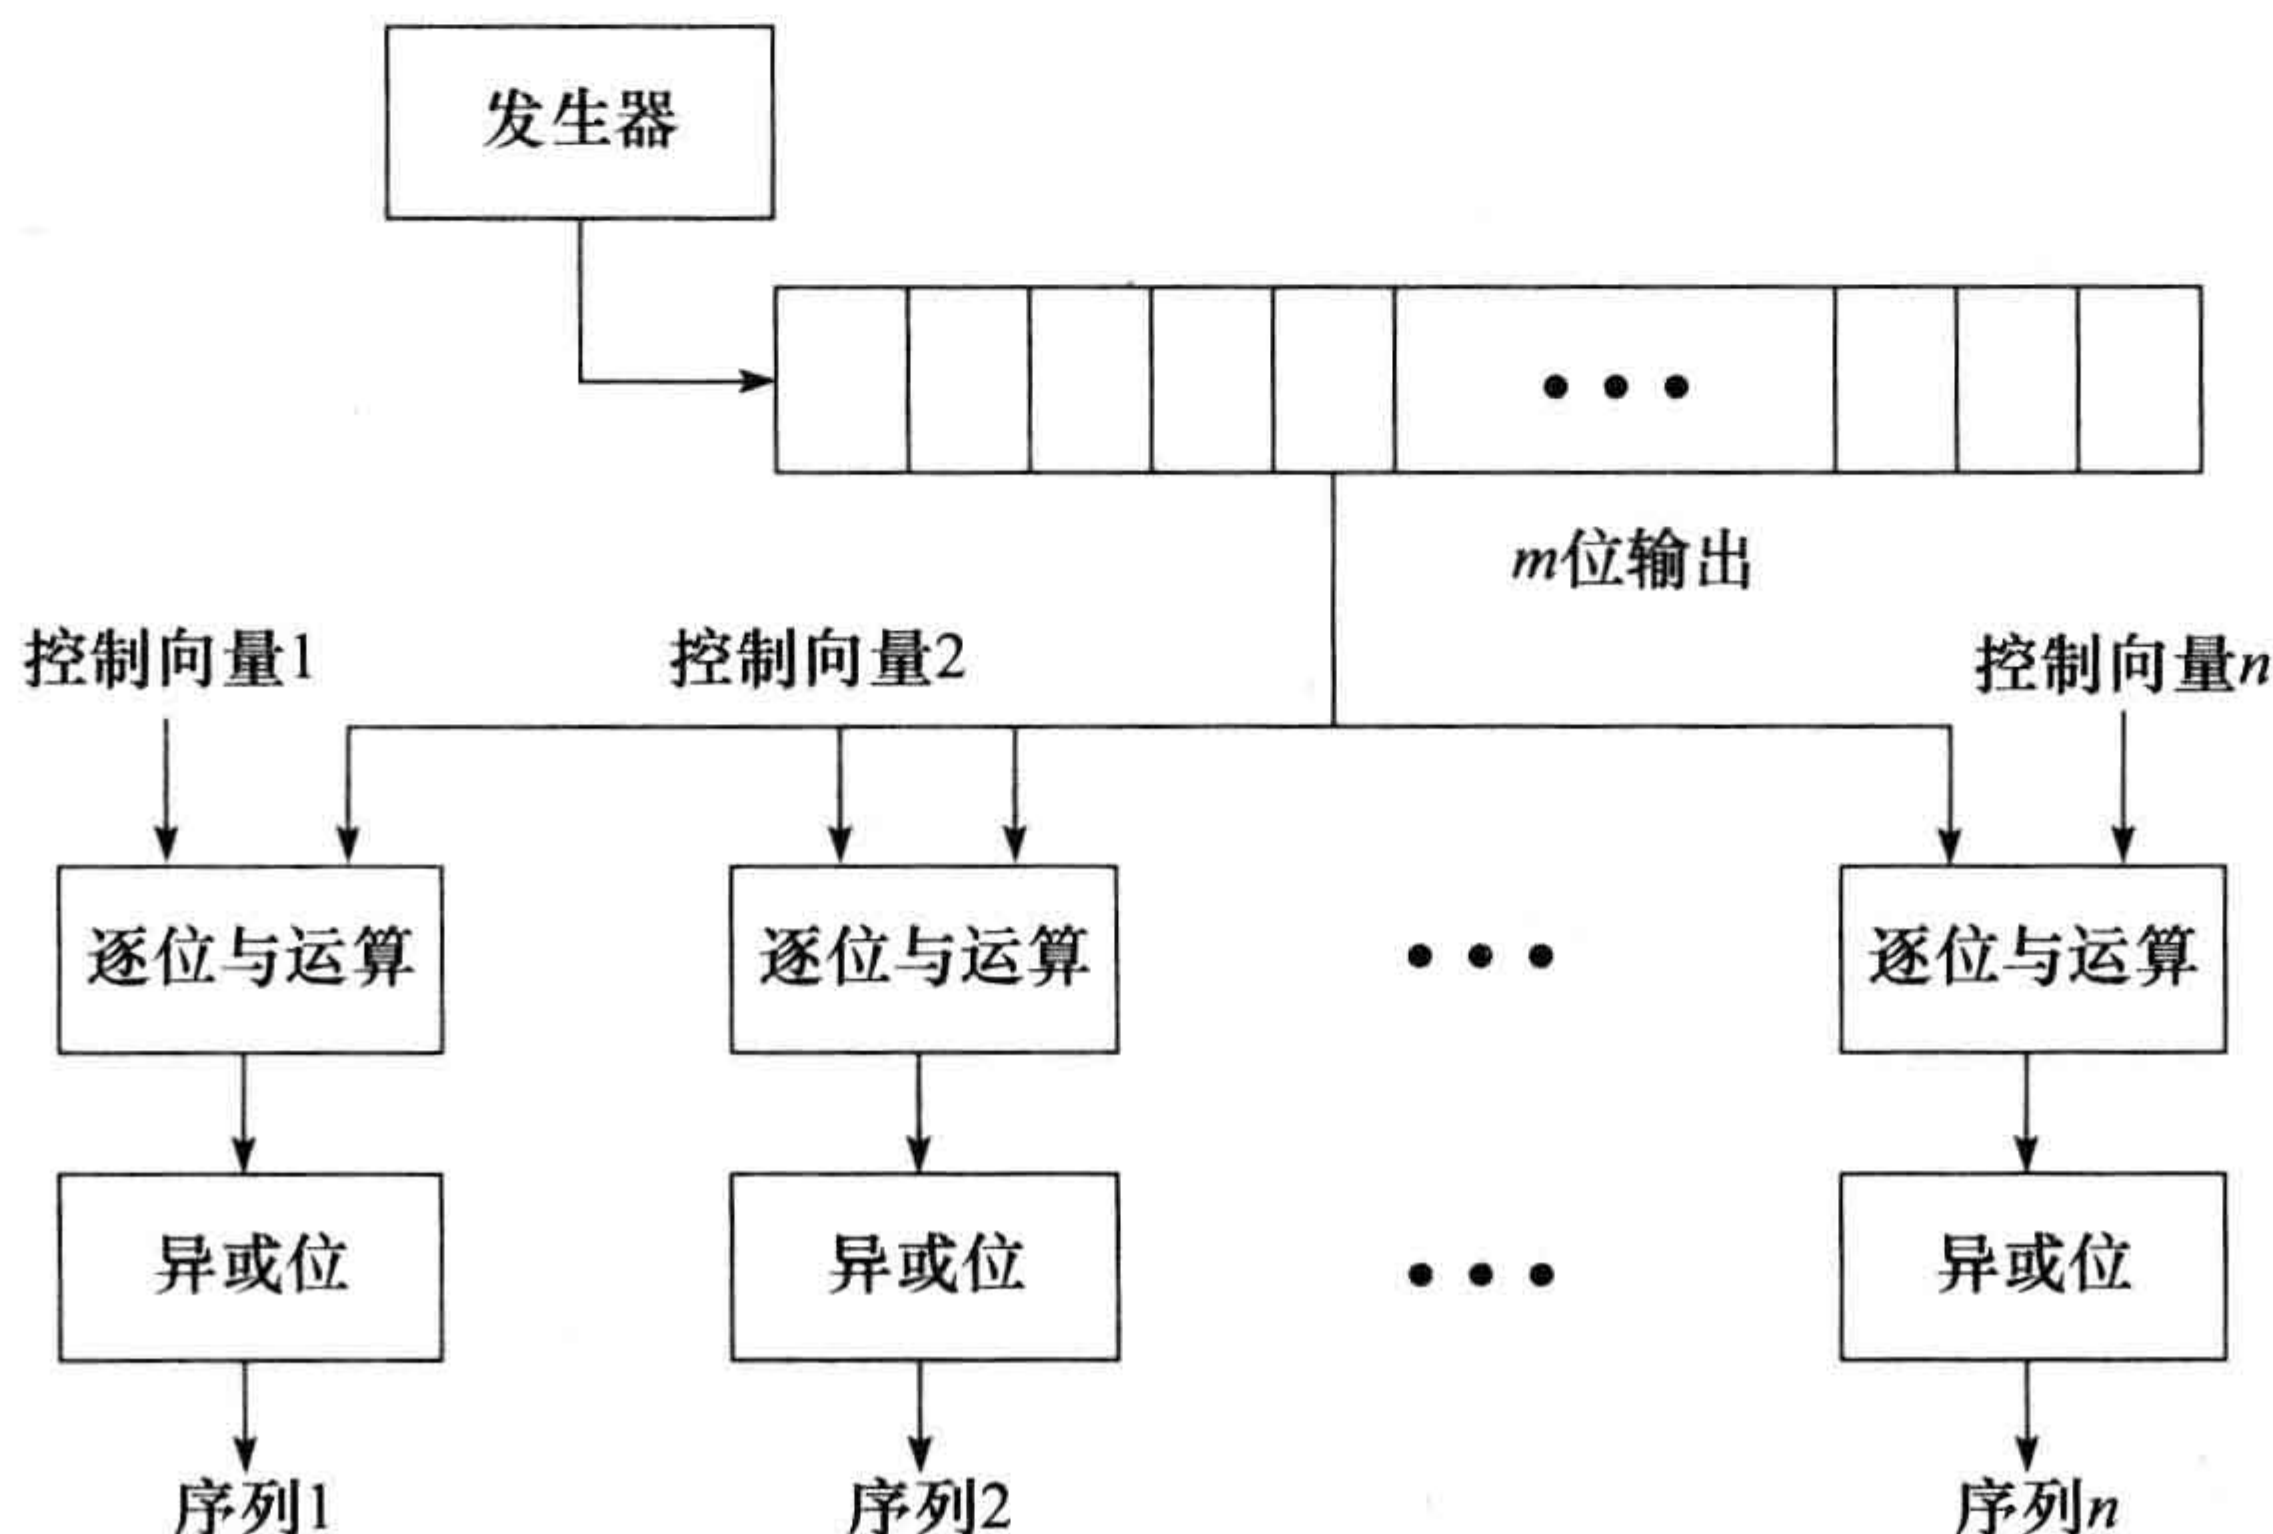 发生器
m位输出
控制向量1
控制向量2
控制向量n
逐位与运算
逐位与运算
逐位与运算
异或位
异或位
异或位
序列1
序列2
序列n